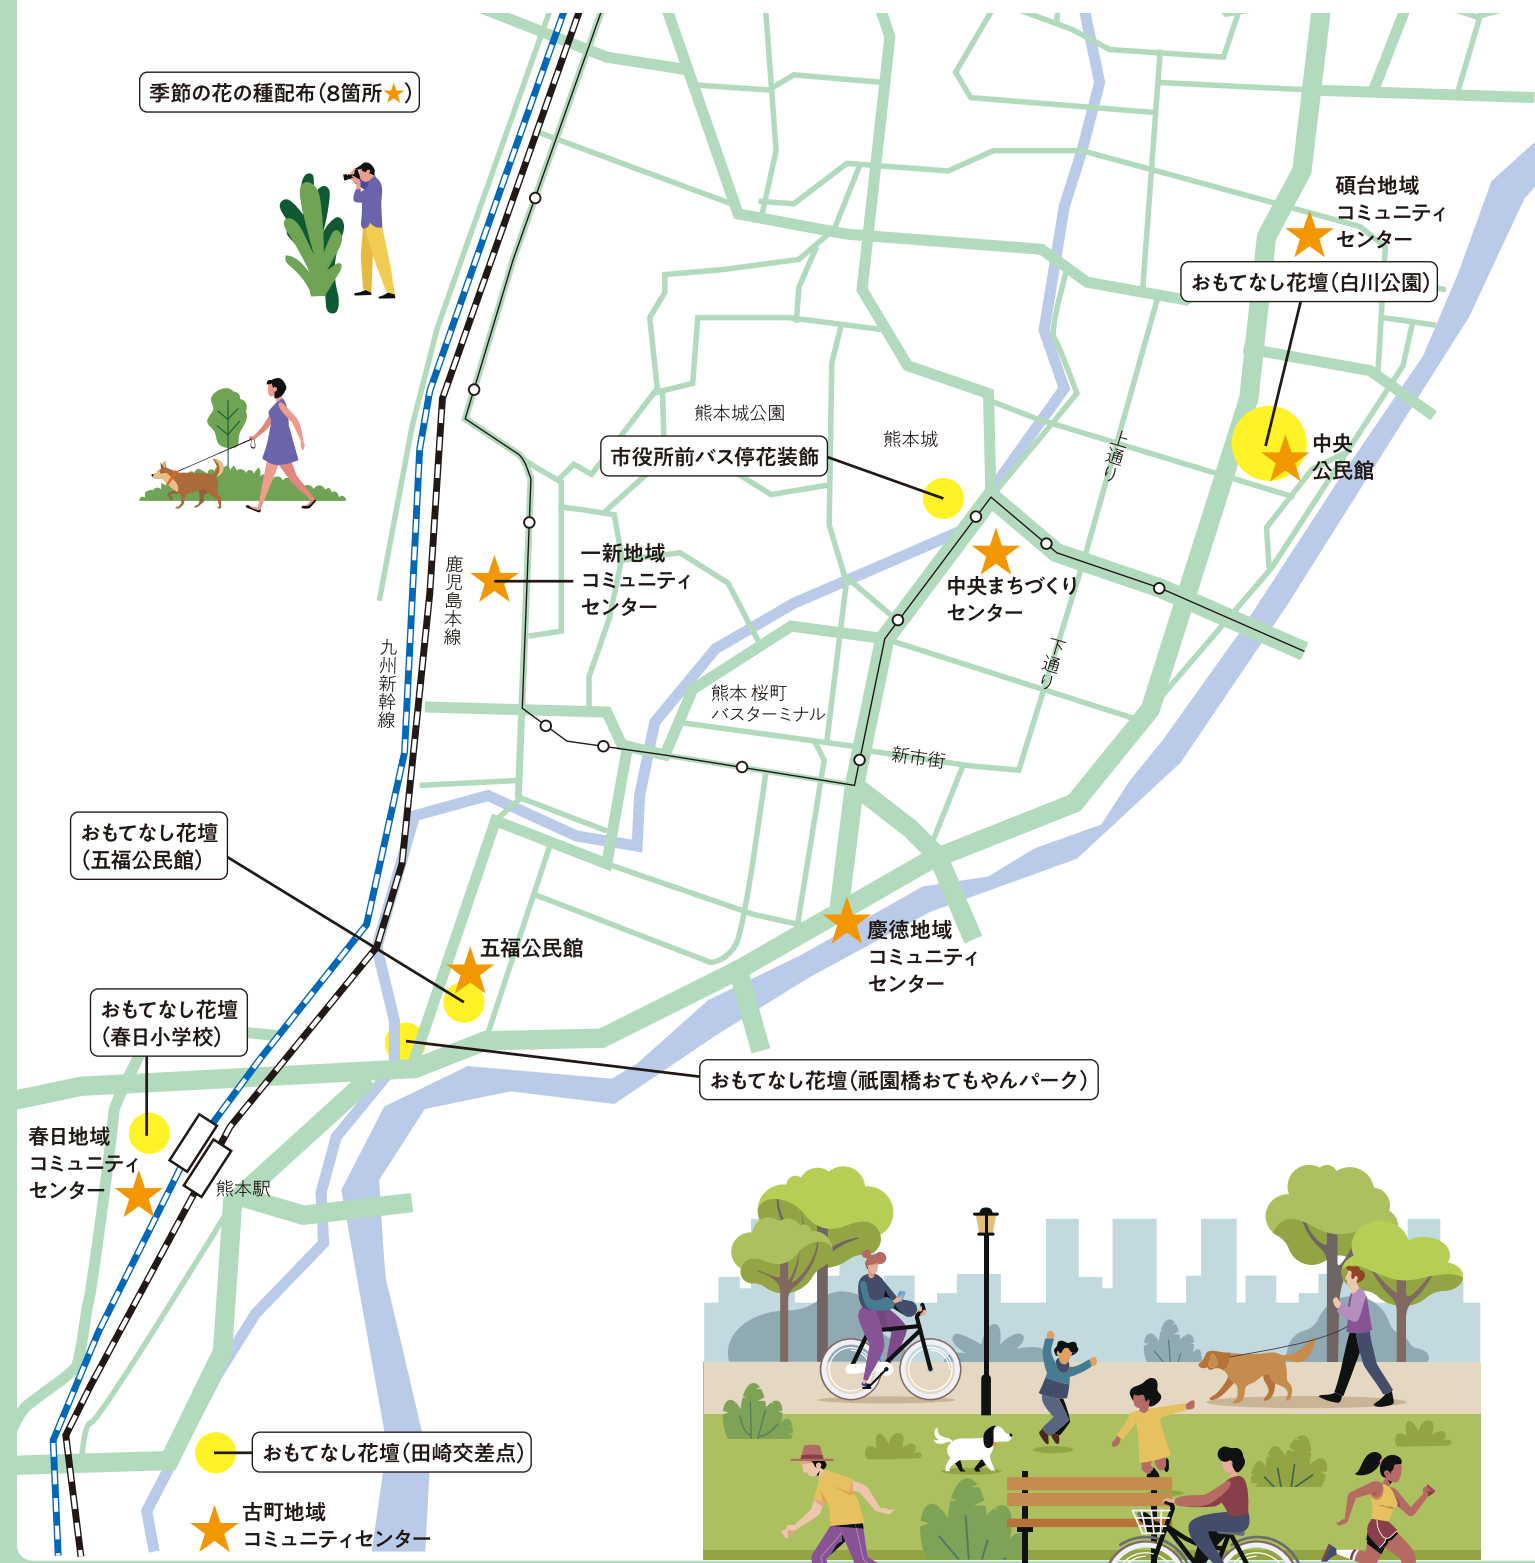 季節の花の種配布（8箇所★）
碩台地域
コミュニティ
センター
おもてなし花壇（白川公園）
熊本城公園
熊本城
市役所前バス停花装飾
上通り
中央
公民館
一新地域
コミュニティ
センター
鹿児島本線
中央まちづくり
センター
九州新幹線
下通り
熊本 桜町
バスターミナル
新市街
おもてなし花壇
（五福公民館）
五福公民館
慶徳地域
コミュニティ
センター
おもてなし花壇
（春日小学校）
おもてなし花壇（祇園橋おてもやんパーク）
春日地域
コミュニティ
センター
熊本駅
おもてなし花壇（田崎交差点）
古町地域
コミュニティセンター